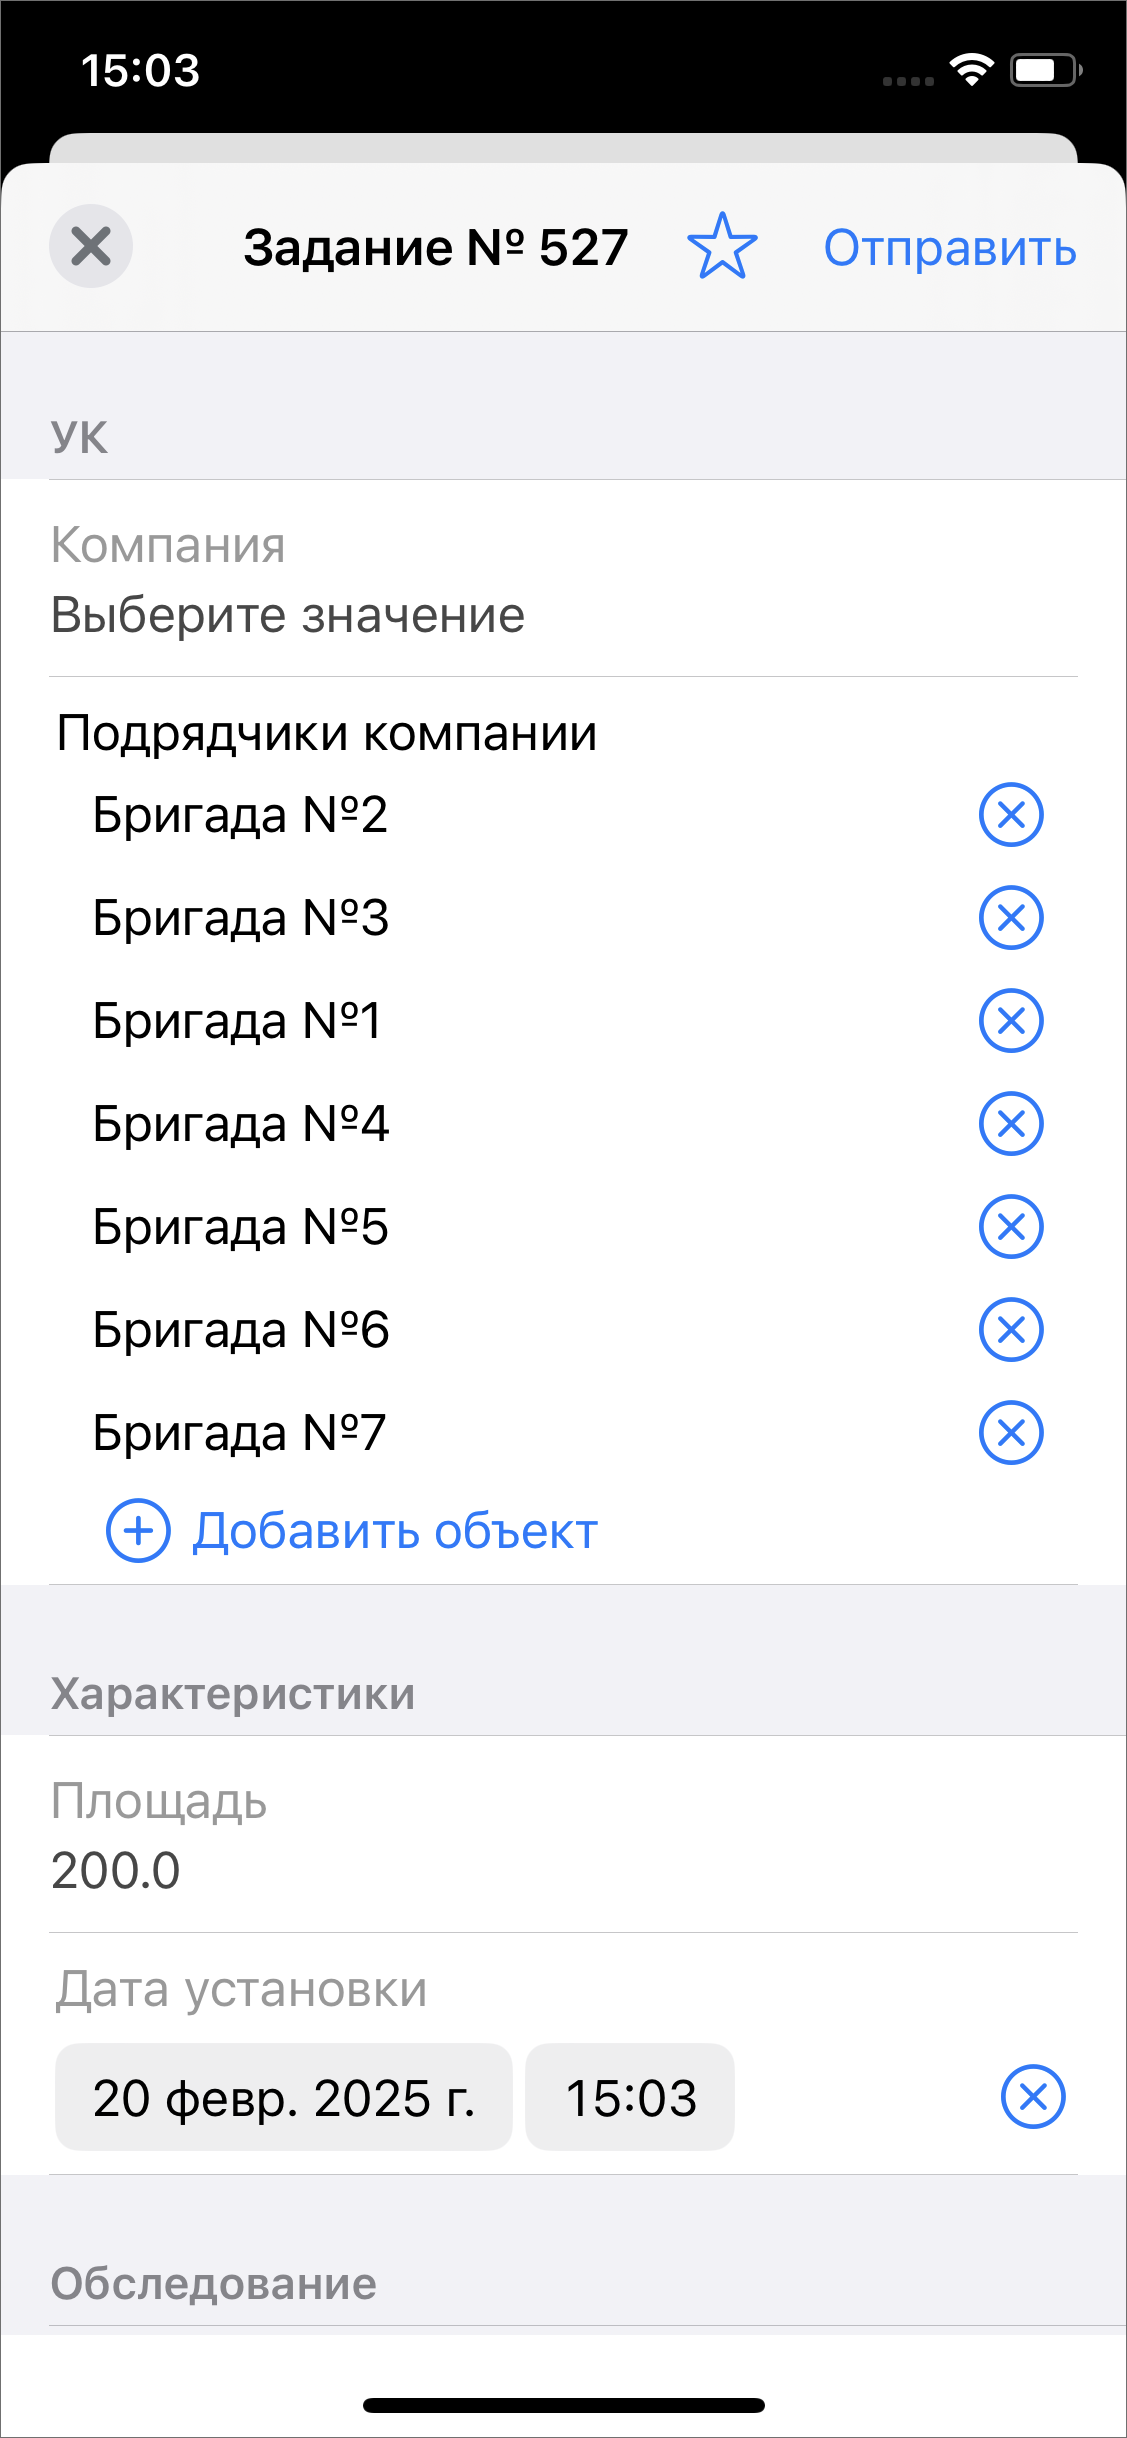 15:03
Задание № 527
Отправить
УК
Компания
Выберите значение
Подрядчики компании
Бригада №2
Бригада №3
Бригада №1
Бригада №4
Бригада №5
Бригада №6
Бригада №7
Добавить объект
Характеристики
Площадь
200.0
Дата установки
20 февр. 2025 г. 15:03
Обследование